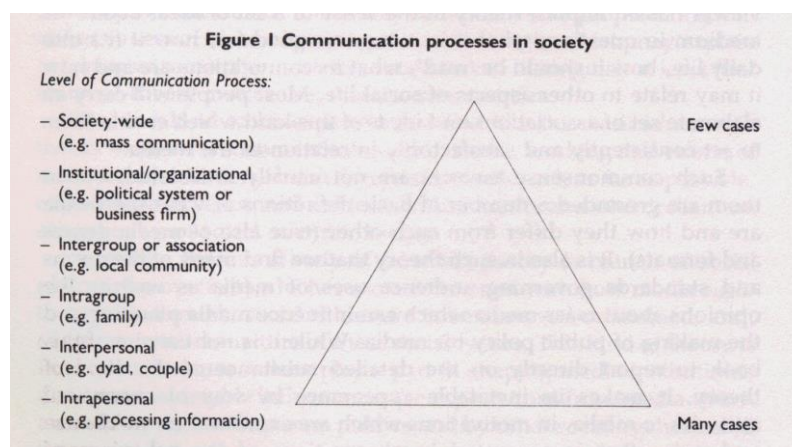 Figure 1 Communication processes in society
Level of Communication Process:
– Society-wide
(e.g. mass communication)
Few cases
– Institutional/organizational
(e.g. political system or
business firm)
– Intergroup or association
(e.g. local community)
– Intragroup
(e.g. family)
– Interpersonal
(e.g. dyad, couple)
– Intrapersonal
(e.g. processing information)
Many cases